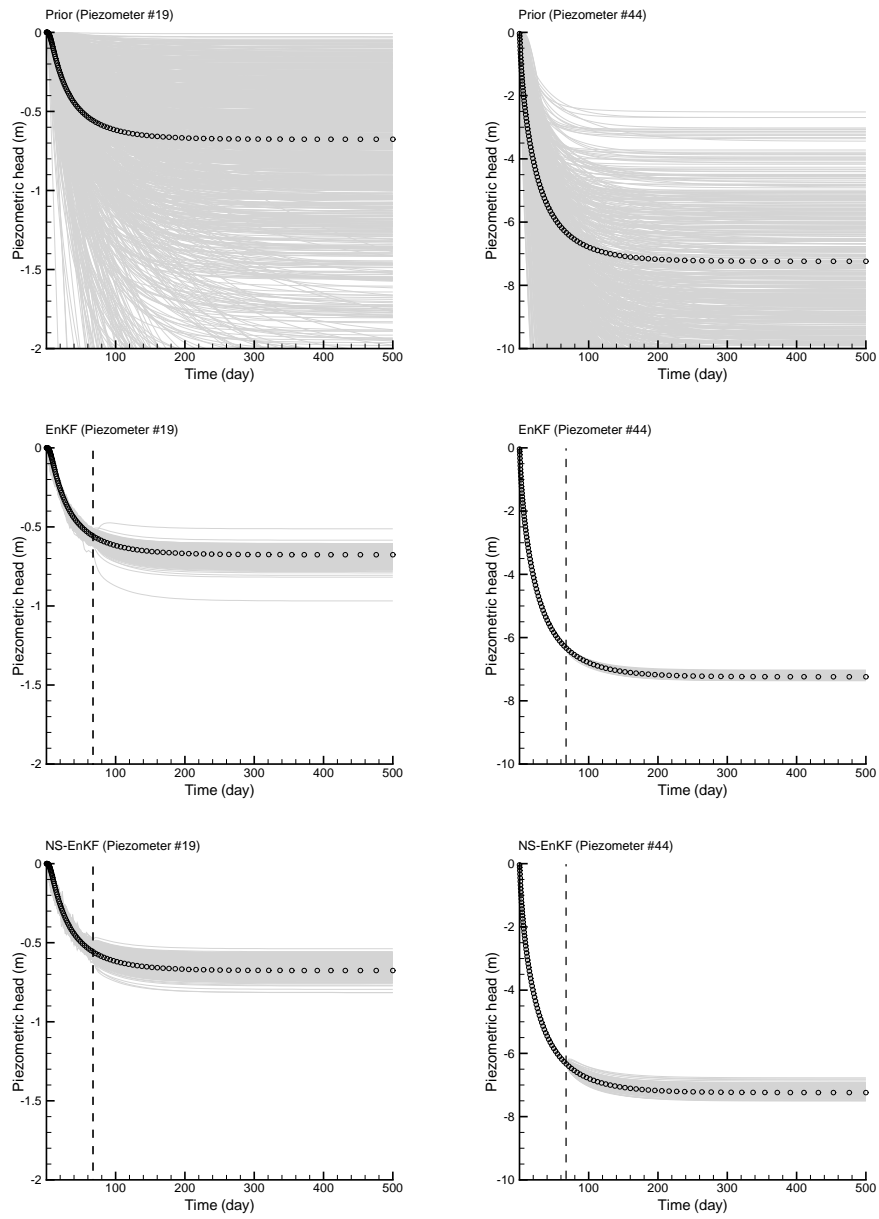 Prior (Piezometer #19)
0
-0.5
-1
-1.5
-2
Piezometric head (m)
100 200 300 400 500
Time (day)
Prior (Piezometer #44)
0
-2
-4
-6
-8
-10
Piezometric head (m)
100 200 300 400 500
Time (day)
EnKF (Piezometer #19)
0
-0.5
-1
-1.5
-2
Piezometric head (m)
100 200 300 400 500
Time (day)
EnKF (Piezometer #44)
0
-2
-4
-6
-8
-10
Piezometric head (m)
100 200 300 400 500
Time (day)
NS-EnKF (Piezometer #19)
0
-0.5
-1
-1.5
-2
Piezometric head (m)
100 200 300 400 500
Time (day)
NS-EnKF (Piezometer #44)
0
-2
-4
-6
-8
-10
Piezometric head (m)
100 200 300 400 500
Time (day)